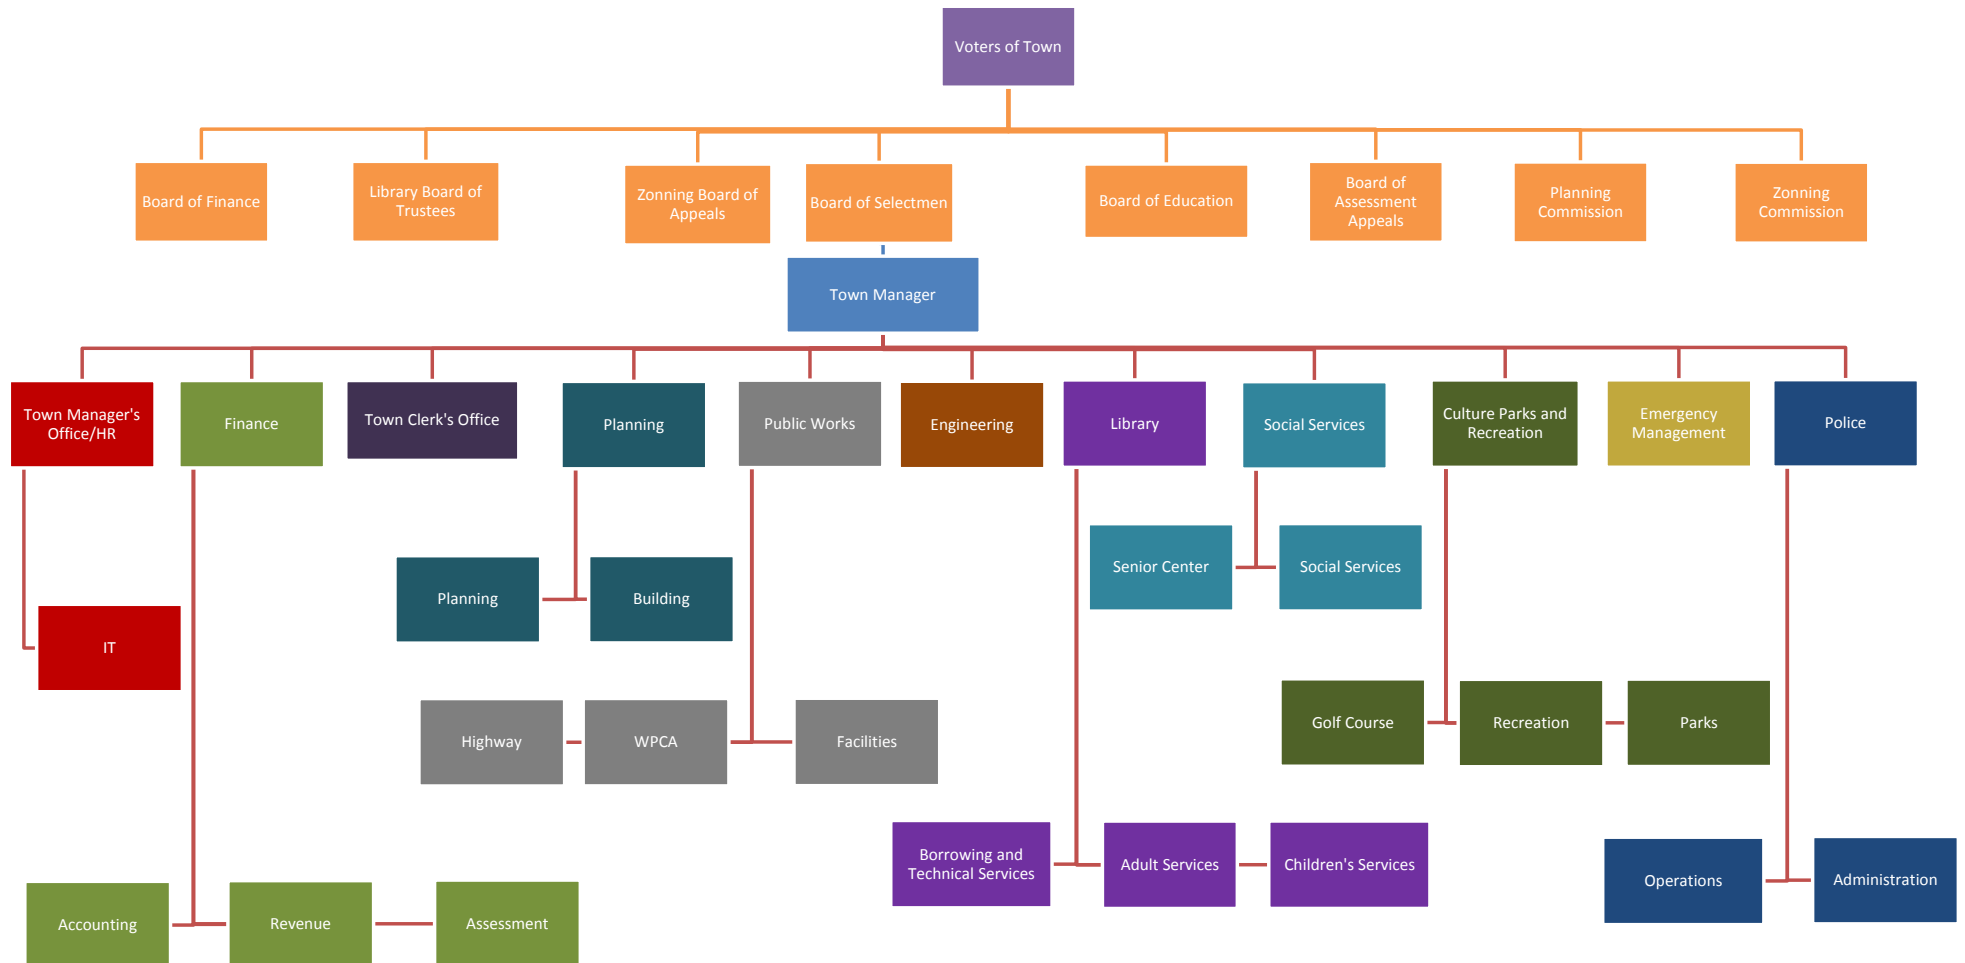 Voters of Town
Board of Finance
Library Board of
Trustees
Zonning Board of
Appeals
Board of Selectmen
Board of Education
Board of
Assessment
Appeals
Planning
Commission
Zonning
Commission
Town Manager
Town Manager's
Office/HR
Finance
Town Clerk's Office
Planning
Public Works
Engineering
Library
Social Services
Culture Parks and
Recreation
Emergency
Management
Police
Senior Center
Social Services
Planning
Building
IT
Golf Course
Recreation
Parks
Highway
WPCA
Facilities
Borrowing and
Technical Services
Adult Services
Children's Services
Operations
Administration
Accounting
Revenue
Assessment